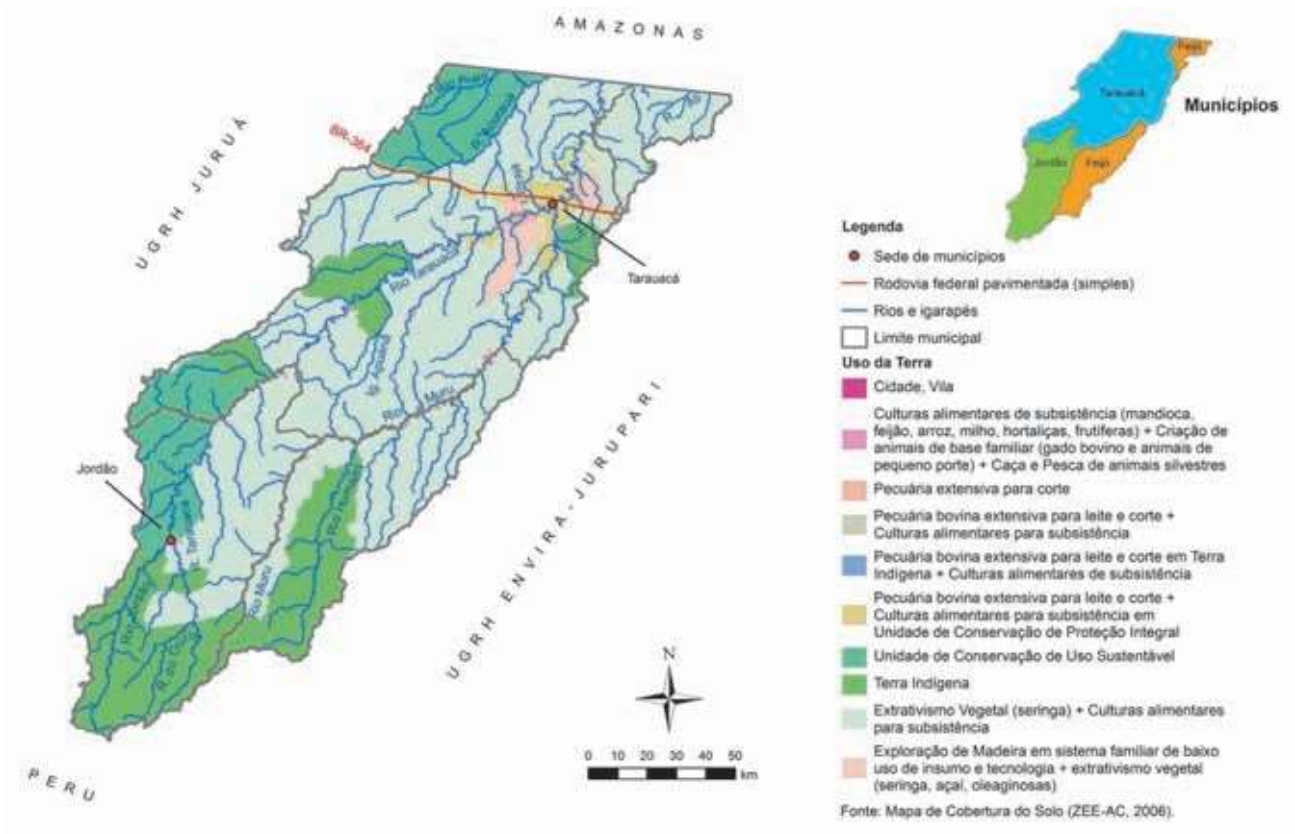 AMAZONAS
UGRH JURUÁ
BR-364
Tarauacá
Rio Tarauacá
Rio Muru
Jordão
Rio Muru
UGRH ENVIRA-JURUPARI
PERU
N
0 10 20 30 40 50
km
Feijó
Tarauacá
Municípios
Jordão
Feijó
Legenda
Sede de municípios
Rodovia federal pavimentada (simples)
Rios e igarapés
Limite municipal
Uso da Terra
Cidade, Vila
Culturas alimentares de subsistência (mandioca,
feijão, arroz, milho, hortaliças, frutíferas) + Criação de
animais de base familiar (gado bovino e animais de
pequeno porte) + Caça e Pesca de animais silvestres
Pecuária extensiva para corte
Pecuária bovina extensiva para leite e corte +
Culturas alimentares para subsistência
Pecuária bovina extensiva para leite e corte em Terra
Indígena + Culturas alimentares de subsistência
Pecuária bovina extensiva para leite e corte +
Culturas alimentares para subsistência em
Unidade de Conservação de Proteção Integral
Unidade de Conservação de Uso Sustentável
Terra Indígena
Extrativismo Vegetal (seringa) + Culturas alimentares
para subsistência
Exploração de Madeira em sistema familiar de baixo
uso de insumo e tecnologia + extrativismo vegetal
(seringa, açaí, oleaginosas)
Fonte: Mapa de Cobertura do Solo (ZEE-AC, 2006).